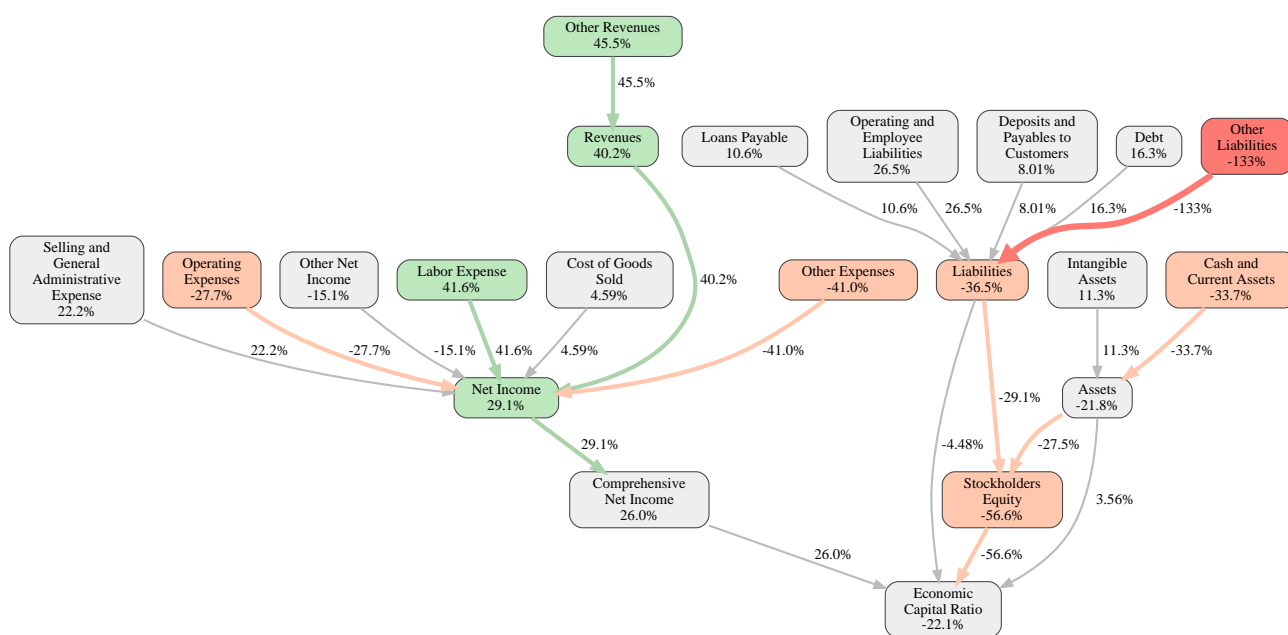 Other Revenues
45.5%
45.5%
Revenues
40.2%
Loans Payable
10.6%
Operating and
Employee
Liabilities
26.5%
Deposits and
Payables to
Customers
8.01%
Debt
16.3%
Other
Liabilities
-133%
10.6%
26.5%
8.01%
16.3%
-133%
Selling and
General
Administrative
Expense
22.2%
Operating
Expenses
-27.7%
Other Net
Income
-15.1%
Labor Expense
41.6%
Cost of Goods
Sold
4.59%
40.2%
Other Expenses
-41.0%
Liabilities
-36.5%
Intangible
Assets
11.3%
Cash and
Current Assets
-33.7%
22.2%
-27.7%
-15.1%
41.6%
4.59%
-41.0%
11.3%
-33.7%
Net Income
29.1%
-29.1%
Assets
-21.8%
29.1%
-4.48%
-27.5%
Comprehensive
Net Income
26.0%
Stockholders
Equity
-56.6%
3.56%
26.0%
-56.6%
Economic
Capital Ratio
-22.1%